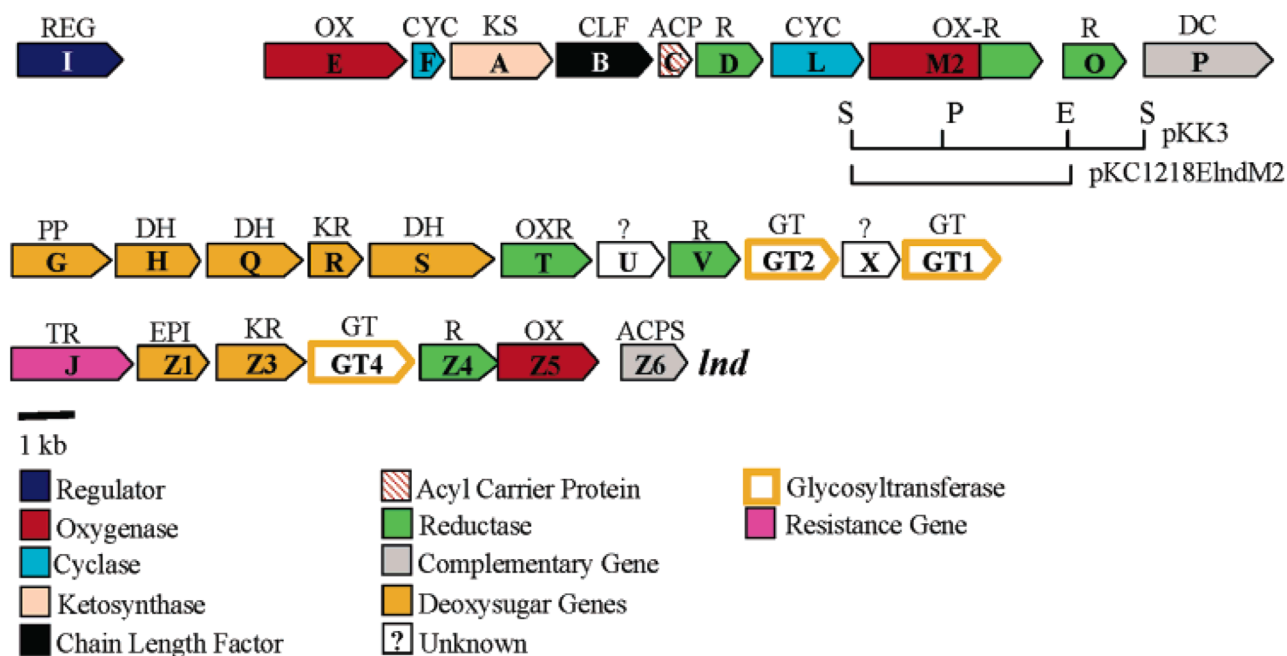 REG OX CYC KS CLF ACP R CYC OX-R R DC
I E F A B C D L M2 O P
S P E S
pKK3
pKC1218ElndM2
PP DH DH KR DH OXR ? R GT ? GT
G H Q R S T U V GT2 X GT1
TR EPI KR GT R OX ACPS
J Z1 Z3 GT4 Z4 Z5 Z6 lnd
1 kb
Regulator
Oxygenase
Cyclase
Ketosynthase
Chain Length Factor
Acyl Carrier Protein
Reductase
Complementary Gene
Deoxysugar Genes
? Unknown
Glycosyltransferase
Resistance Gene